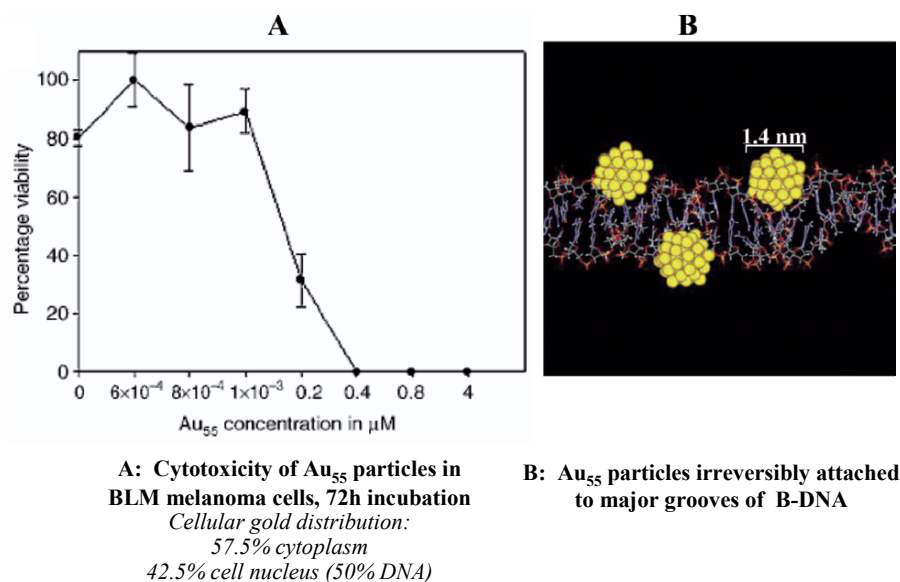 A
B
100
80
60
40
20
0
Percentage viability
0 6×10⁻⁴ 8×10⁻⁴ 1×10⁻³ 0.2 0.4 0.8 4
Au₅₅ concentration in μM
1.4 nm
A: Cytotoxicity of Au₅₅ particles in
BLM melanoma cells, 72h incubation
Cellular gold distribution:
57.5% cytoplasm
42.5% cell nucleus (50% DNA)
B: Au₅₅ particles irreversibly attached
to major grooves of B-DNA